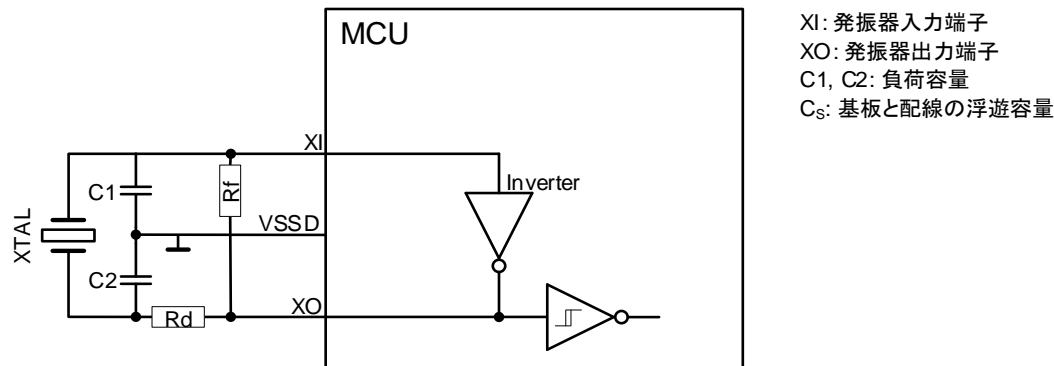 MCU
XI: 発振器入力端子
XO: 発振器出力端子
C1, C2: 負荷容量
CS: 基板と配線の浮遊容量
XI
Inverter
C1
Rf
VSSD
XTAL
C2
XO
Rd